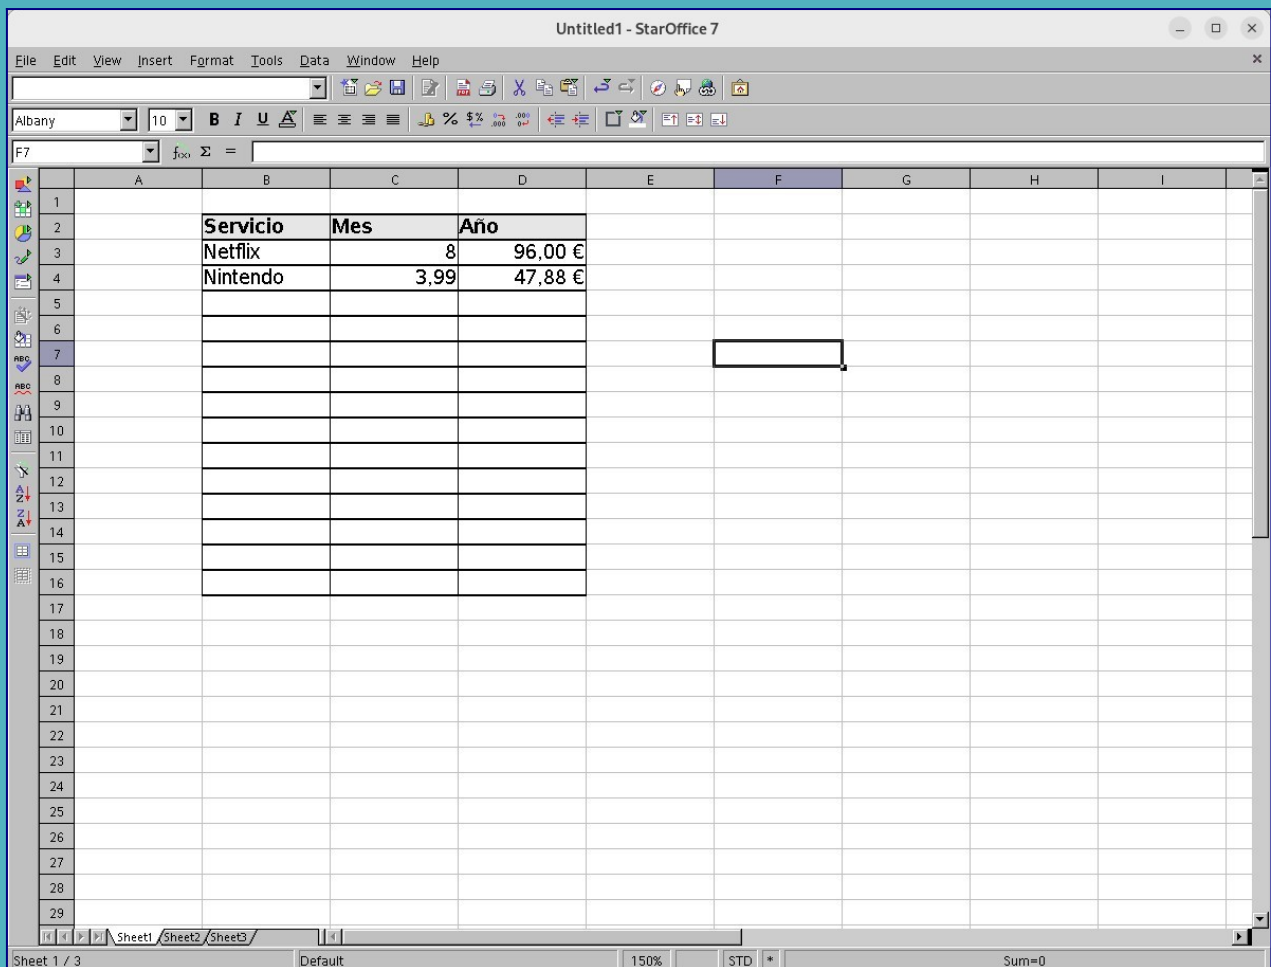 Untitled1 - StarOffice 7
File Edit View Insert Format Tools Data Window Help
Albany 10 B I U A % $%
F7 f(x) Σ =
A B C D E F G H I
1
2 Servicio Mes Año
3 Netflix 8 96,00 €
4 Nintendo 3,99 47,88 €
5
6
7
8
9
10
11
12
13
14
15
16
17
18
19
20
21
22
23
24
25
26
27
28
29
Sheet1 Sheet2 Sheet3
Sheet 1 / 3 Default 150% STD * Sum=0